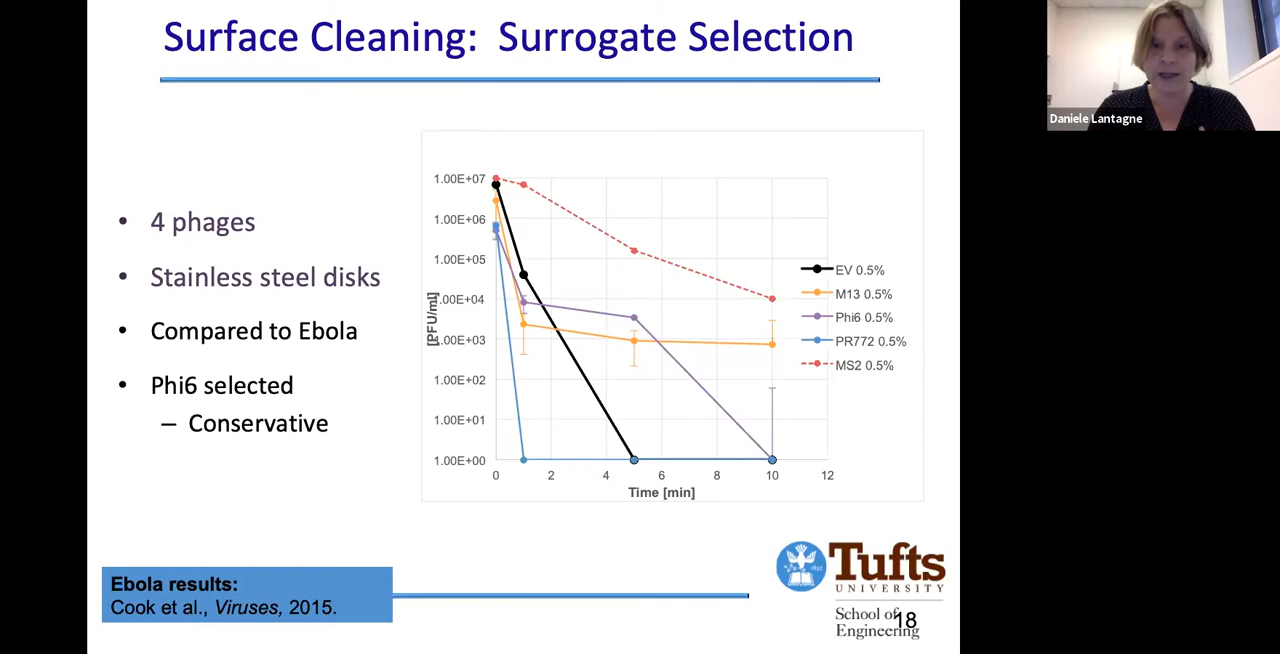 Surface Cleaning: Surrogate Selection
Daniele Lantagne
• 4 phages
• Stainless steel disks
• Compared to Ebola
• Phi6 selected
– Conservative
1.00E+07
1.00E+06
1.00E+05
1.00E+04
1.00E+03
1.00E+02
1.00E+01
1.00E+00
[PFU/ml]
0 2 4 6 8 10 12
Time [min]
EV 0.5%
M13 0.5%
Phi6 0.5%
PR772 0.5%
MS2 0.5%
Ebola results:
Cook et al., Viruses, 2015.
1852
Tufts
UNIVERSITY
School of
Engineering
18